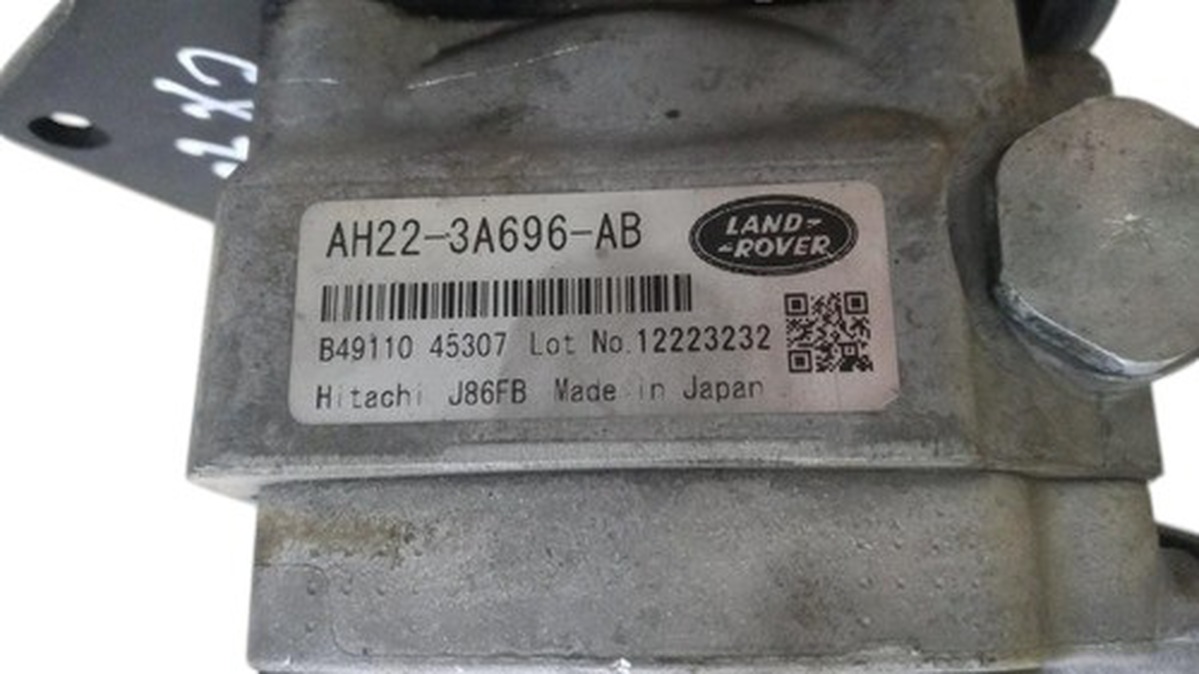 AH22-3A696-AB
LAND-
-ROVER
B49110 45307 Lot No.12223232
Hitachi J86FB Made in Japan